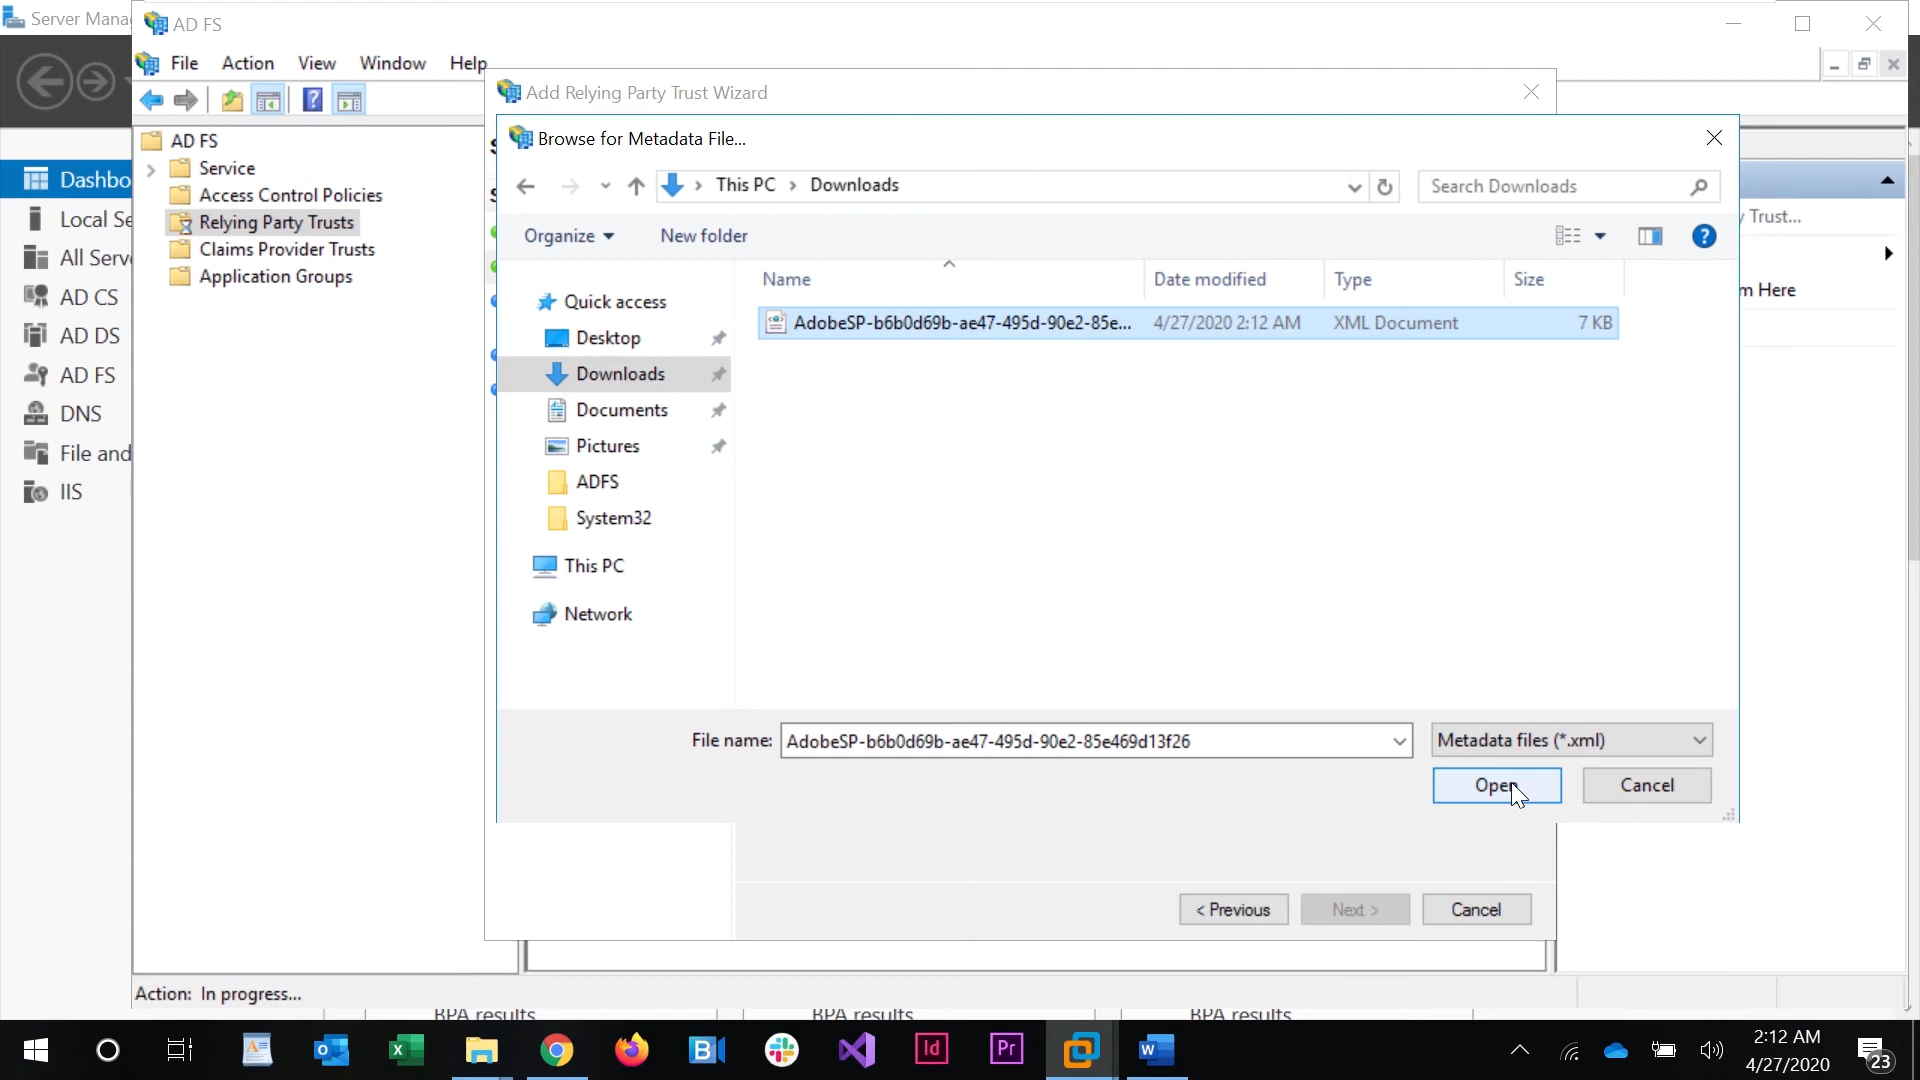 Server Mana
AD FS
File Action View Window Help
Add Relying Party Trust Wizard
Browse for Metadata File...
This PC > Downloads
Search Downloads
Organize
New folder
?
Name
Date modified
Type
Size
AdobeSP-b6b0d69b-ae47-495d-90e2-85e...
4/27/2020 2:12 AM
XML Document
7 KB
Quick access
Desktop
Downloads
Documents
Pictures
ADFS
System32
This PC
Network
File name:
AdobeSP-b6b0d69b-ae47-495d-90e2-85e469d13f26
Metadata files (*.xml)
Open
Cancel
AD FS
Service
Access Control Policies
Relying Party Trusts
Claims Provider Trusts
Application Groups
Dashbo
Local Se
All Serv
AD CS
AD DS
AD FS
DNS
File and
IIS
y Trust...
m Here
< Previous
Next >
Cancel
Action: In progress...
BPA results
BPA results
BPA results
Id
Pr
2:12 AM
4/27/2020
23